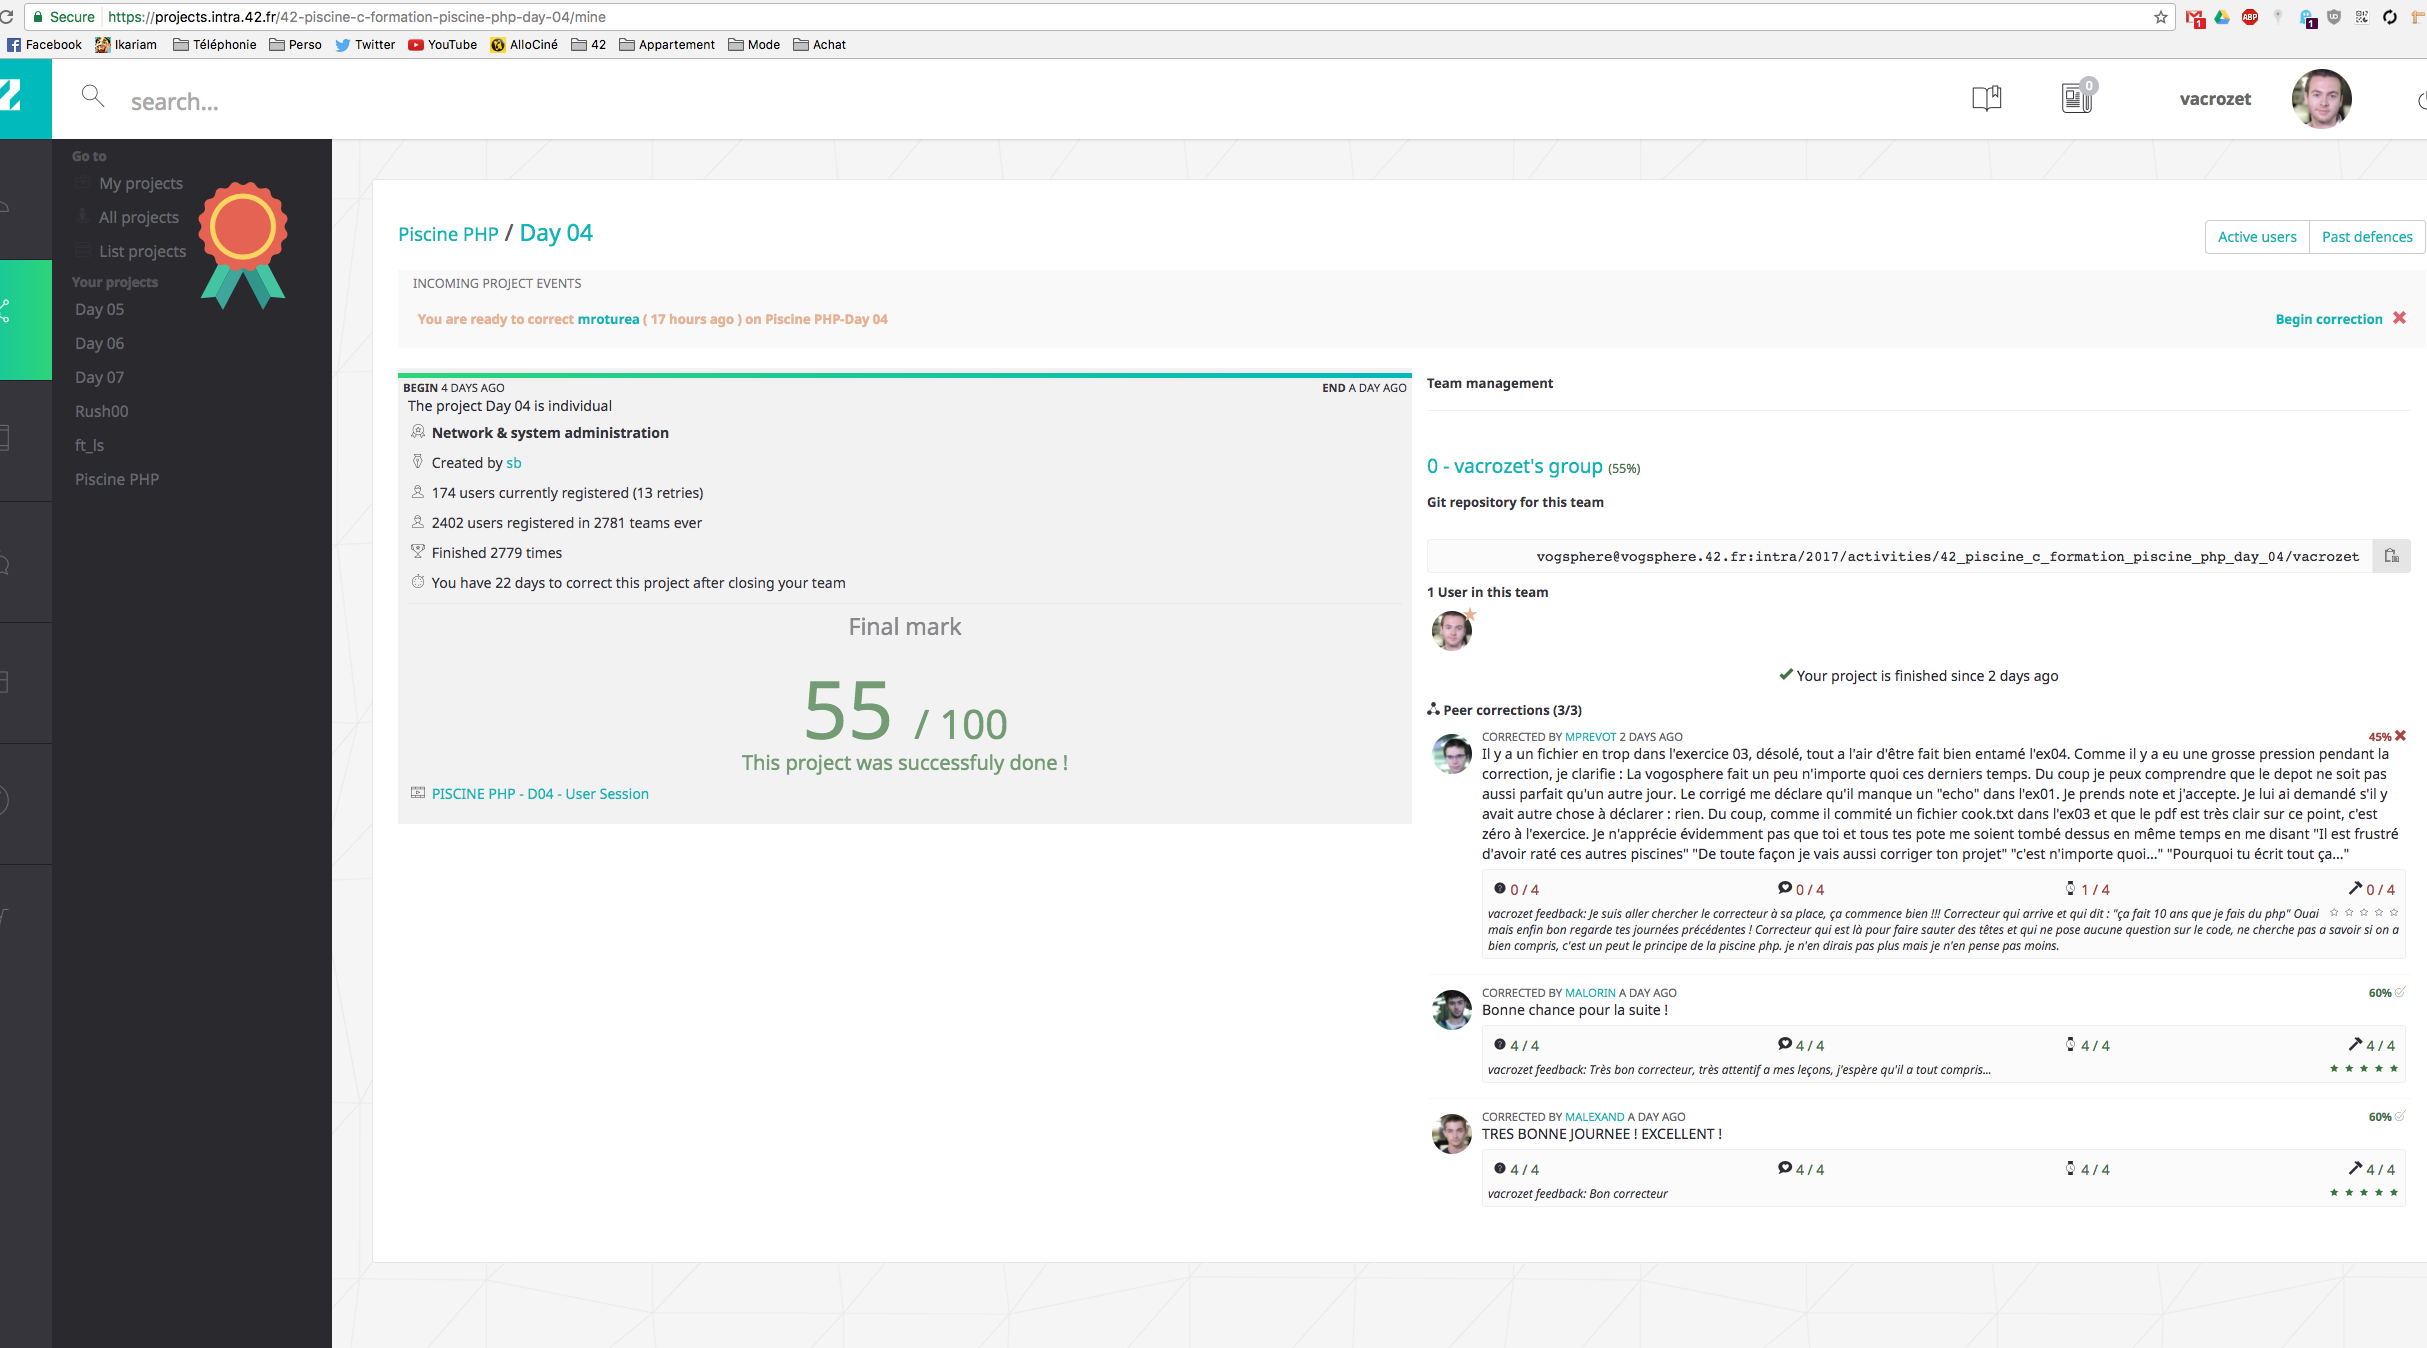 Secure https://projects.intra.42.fr/42-piscine-c-formation-piscine-php-day-04/mine
1 ABP 1
Facebook Ikariam Téléphonie Perso Twitter YouTube AlloCiné 42 Appartement Mode Achat
search...
0
vacrozet
Go to
My projects
All projects
List projects
Your projects
Day 05
Day 06
Day 07
Rush00
ft_ls
Piscine PHP
Piscine PHP / Day 04
Active users Past defences
INCOMING PROJECT EVENTS
You are ready to correct mroturea ( 17 hours ago ) on Piscine PHP-Day 04
Begin correction
BEGIN 4 DAYS AGO END A DAY AGO
The project Day 04 is individual
Network & system administration
Created by sb
174 users currently registered (13 retries)
2402 users registered in 2781 teams ever
Finished 2779 times
You have 22 days to correct this project after closing your team
Final mark
55 / 100
This project was successfuly done !
PISCINE PHP - D04 - User Session
Team management
0 - vacrozet's group (55%)
Git repository for this team
vogsphere@vogsphere.42.fr:intra/2017/activities/42_piscine_c_formation_piscine_php_day_04/vacrozet
1 User in this team
Your project is finished since 2 days ago
Peer corrections (3/3)
CORRECTED BY MPREVOT 2 DAYS AGO 45%
Il y a un fichier en trop dans l'exercice 03, désolé, tout a l'air d'être fait bien entamé l'ex04. Comme il y a eu une grosse pression pendant la
correction, je clarifie : La vogosphere fait un peu n'importe quoi ces derniers temps. Du coup je peux comprendre que le depot ne soit pas
aussi parfait qu'un autre jour. Le corrigé me déclare qu'il manque un "echo" dans l'ex01. Je prends note et j'accepte. Je lui ai demandé s'il y
avait autre chose à déclarer : rien. Du coup, comme il commité un fichier cook.txt dans l'ex03 et que le pdf est très clair sur ce point, c'est
zéro à l'exercice. Je n'apprécie évidemment pas que toi et tous tes pote me soient tombé dessus en même temps en me disant "Il est frustré
d'avoir raté ces autres piscines" "De toute façon je vais aussi corriger ton projet" "c'est n'importe quoi..." "Pourquoi tu écrit tout ça..."
0 / 4 0 / 4 1 / 4 0 / 4
vacrozet feedback: Je suis aller chercher le correcteur à sa place, ça commence bien !!! Correcteur qui arrive et qui dit : "ça fait 10 ans que je fais du php" Ouai
mais enfin bon regarde tes journées précédentes ! Correcteur qui est là pour faire sauter des têtes et qui ne pose aucune question sur le code, ne cherche pas a savoir si on a
bien compris, c'est un peut le principe de la piscine php. je n'en dirais pas plus mais je n'en pense pas moins.
CORRECTED BY MALORIN A DAY AGO 60%
Bonne chance pour la suite !
4 / 4 4 / 4 4 / 4 4 / 4
vacrozet feedback: Très bon correcteur, très attentif a mes leçons, j'espère qu'il a tout compris...
CORRECTED BY MALEXAND A DAY AGO 60%
TRES BONNE JOURNEE ! EXCELLENT !
4 / 4 4 / 4 4 / 4 4 / 4
vacrozet feedback: Bon correcteur